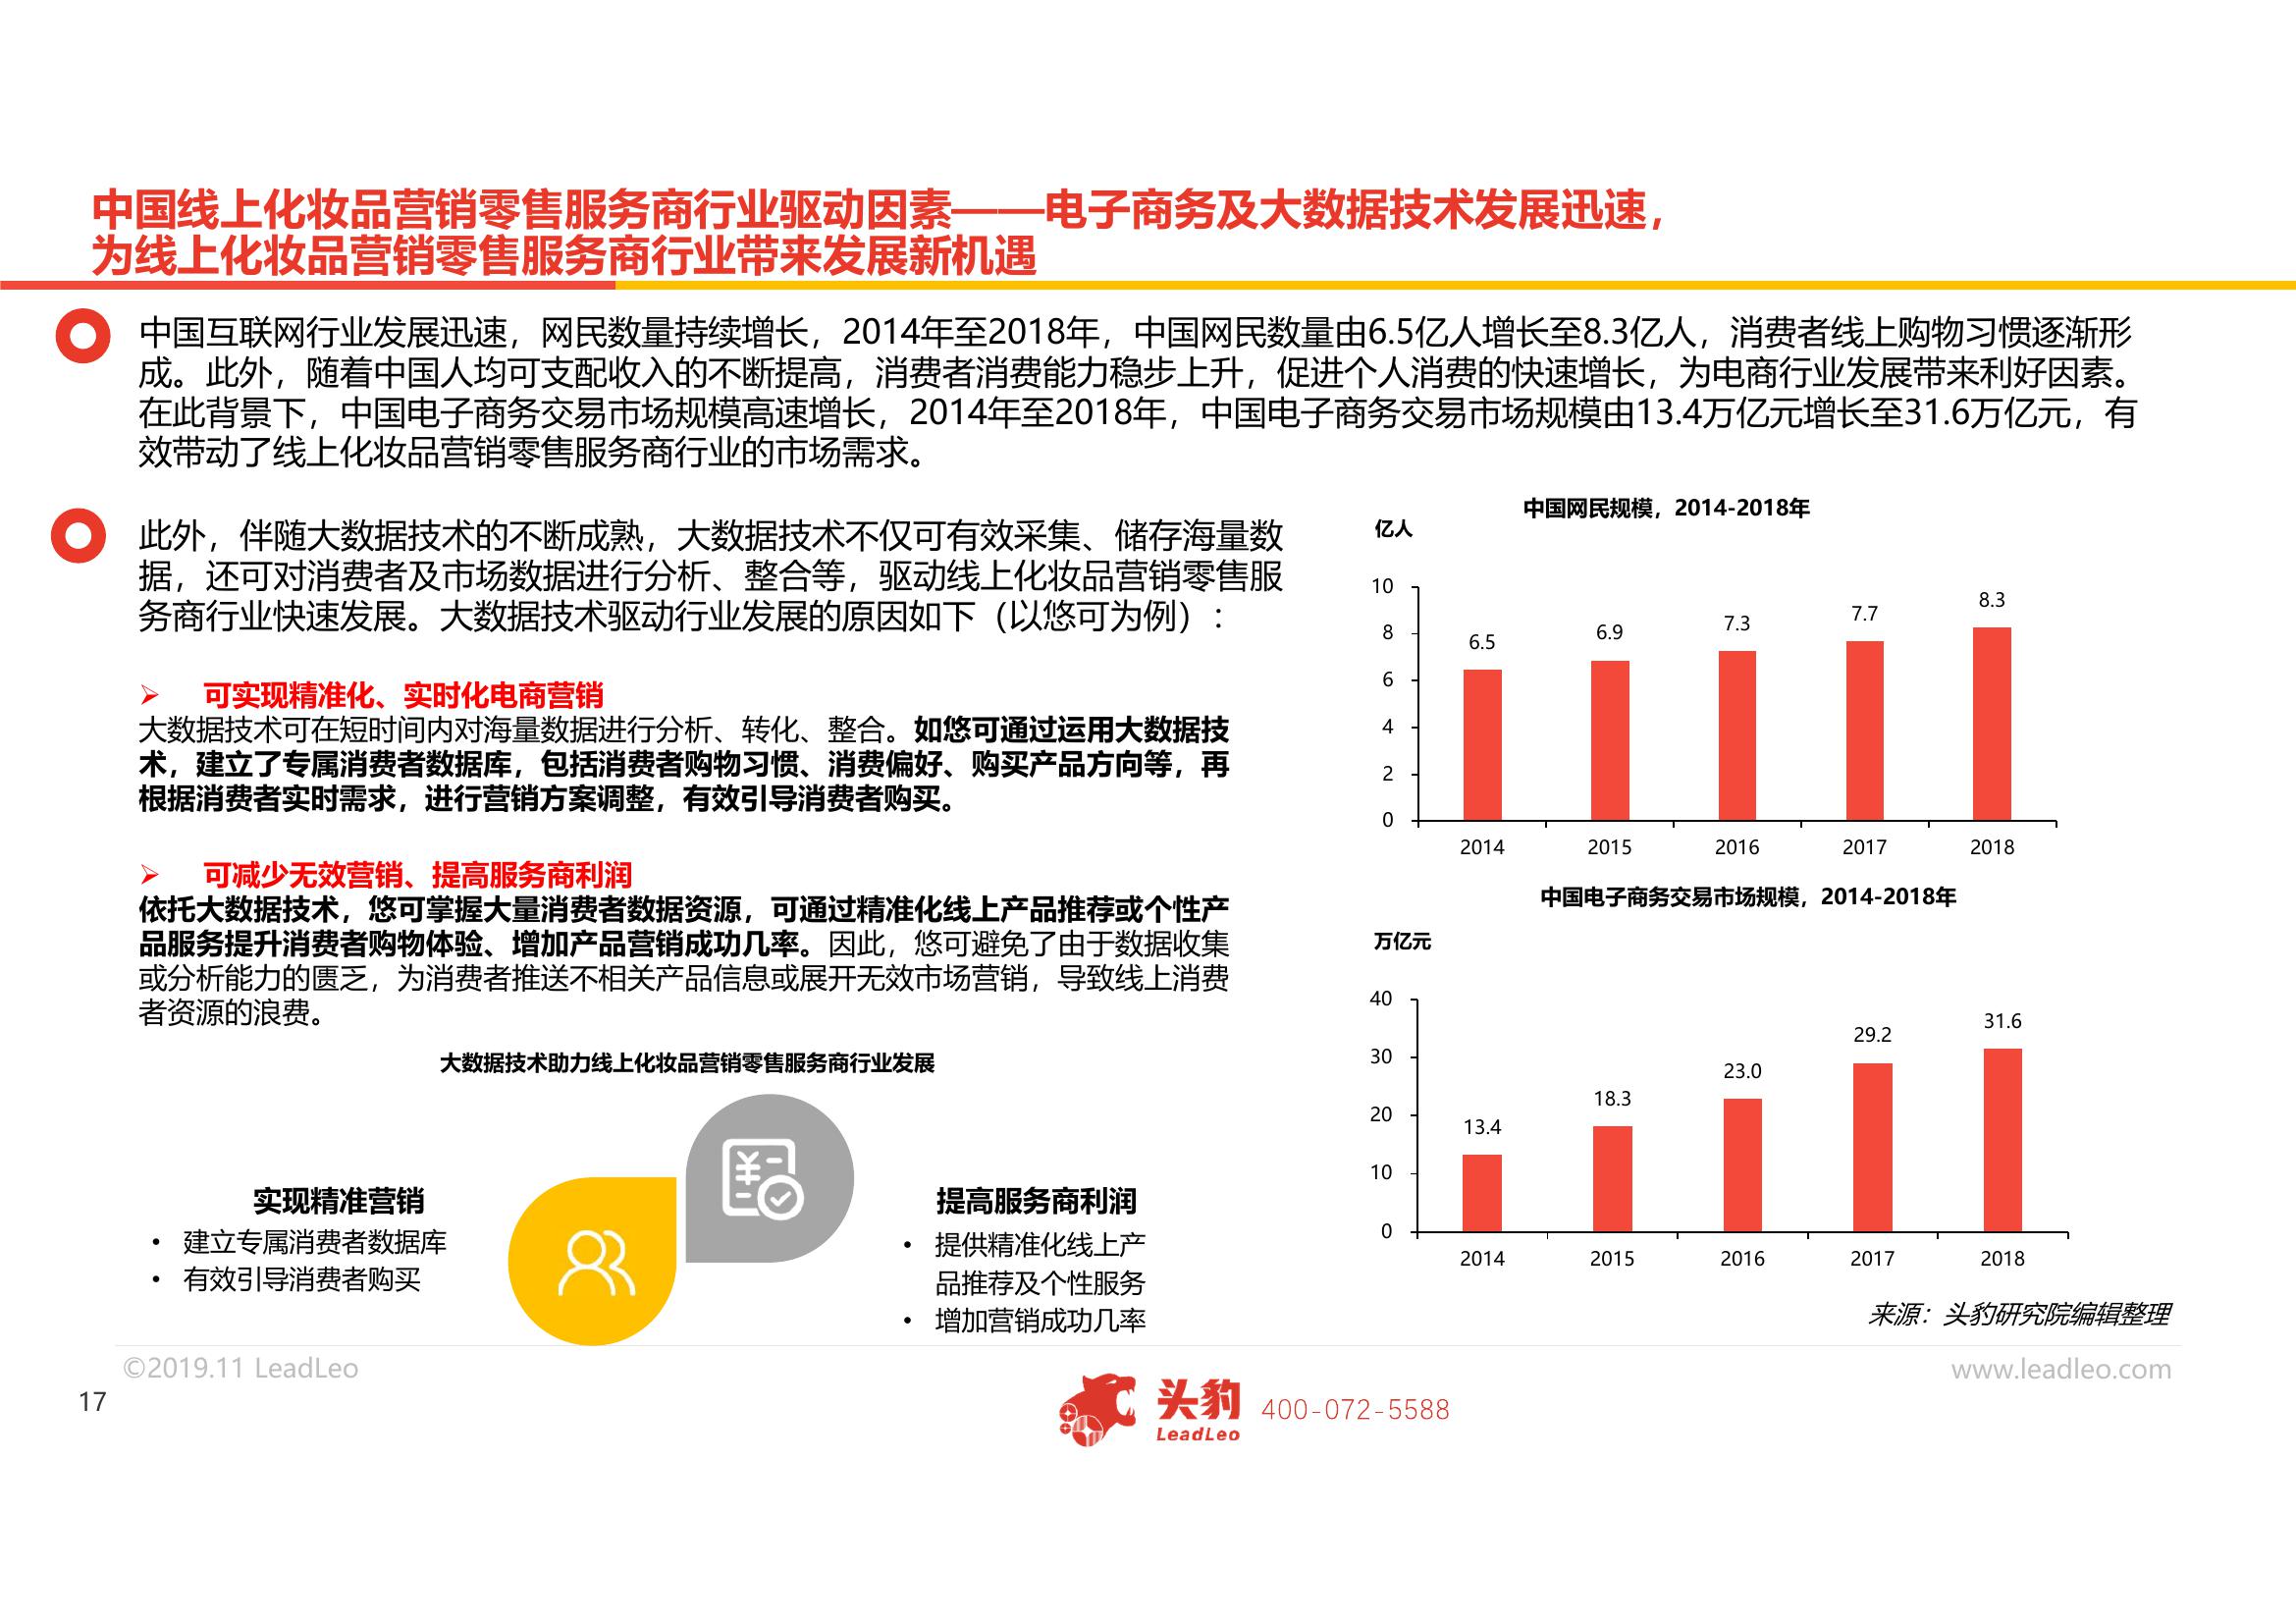 中国线上化妆品营销零售服务商行业驱动因素——电子商务及大数据技术发展迅速，
为线上化妆品营销零售服务商行业带来发展新机遇
中国互联网行业发展迅速，网民数量持续增长，2014年至2018年，中国网民数量由6.5亿人增长至8.3亿人，消费者线上购物习惯逐渐形
成。此外，随着中国人均可支配收入的不断提高，消费者消费能力稳步上升，促进个人消费的快速增长，为电商行业发展带来利好因素。
在此背景下，中国电子商务交易市场规模高速增长，2014年至2018年，中国电子商务交易市场规模由13.4万亿元增长至31.6万亿元，有
效带动了线上化妆品营销零售服务商行业的市场需求。
此外，伴随大数据技术的不断成熟，大数据技术不仅可有效采集、储存海量数
据，还可对消费者及市场数据进行分析、整合等，驱动线上化妆品营销零售服
务商行业快速发展。大数据技术驱动行业发展的原因如下（以悠可为例）：
➢ 可实现精准化、实时化电商营销
大数据技术可在短时间内对海量数据进行分析、转化、整合。如悠可通过运用大数据技
术，建立了专属消费者数据库，包括消费者购物习惯、消费偏好、购买产品方向等，再
根据消费者实时需求，进行营销方案调整，有效引导消费者购买。
➢ 可减少无效营销、提高服务商利润
依托大数据技术，悠可掌握大量消费者数据资源，可通过精准化线上产品推荐或个性产
品服务提升消费者购物体验、增加产品营销成功几率。因此，悠可避免了由于数据收集
或分析能力的匮乏，为消费者推送不相关产品信息或展开无效市场营销，导致线上消费
者资源的浪费。
大数据技术助力线上化妆品营销零售服务商行业发展
实现精准营销
• 建立专属消费者数据库
• 有效引导消费者购买
提高服务商利润
• 提供精准化线上产
品推荐及个性服务
• 增加营销成功几率
中国网民规模，2014-2018年
亿人
10
8
6
4
2
0
6.5
6.9
7.3
7.7
8.3
2014 2015 2016 2017 2018
中国电子商务交易市场规模，2014-2018年
万亿元
40
30
20
10
0
13.4
18.3
23.0
29.2
31.6
2014 2015 2016 2017 2018
来源：头豹研究院编辑整理
©2019.11 LeadLeo
www.leadleo.com
17
头豹
LeadLeo
400-072-5588